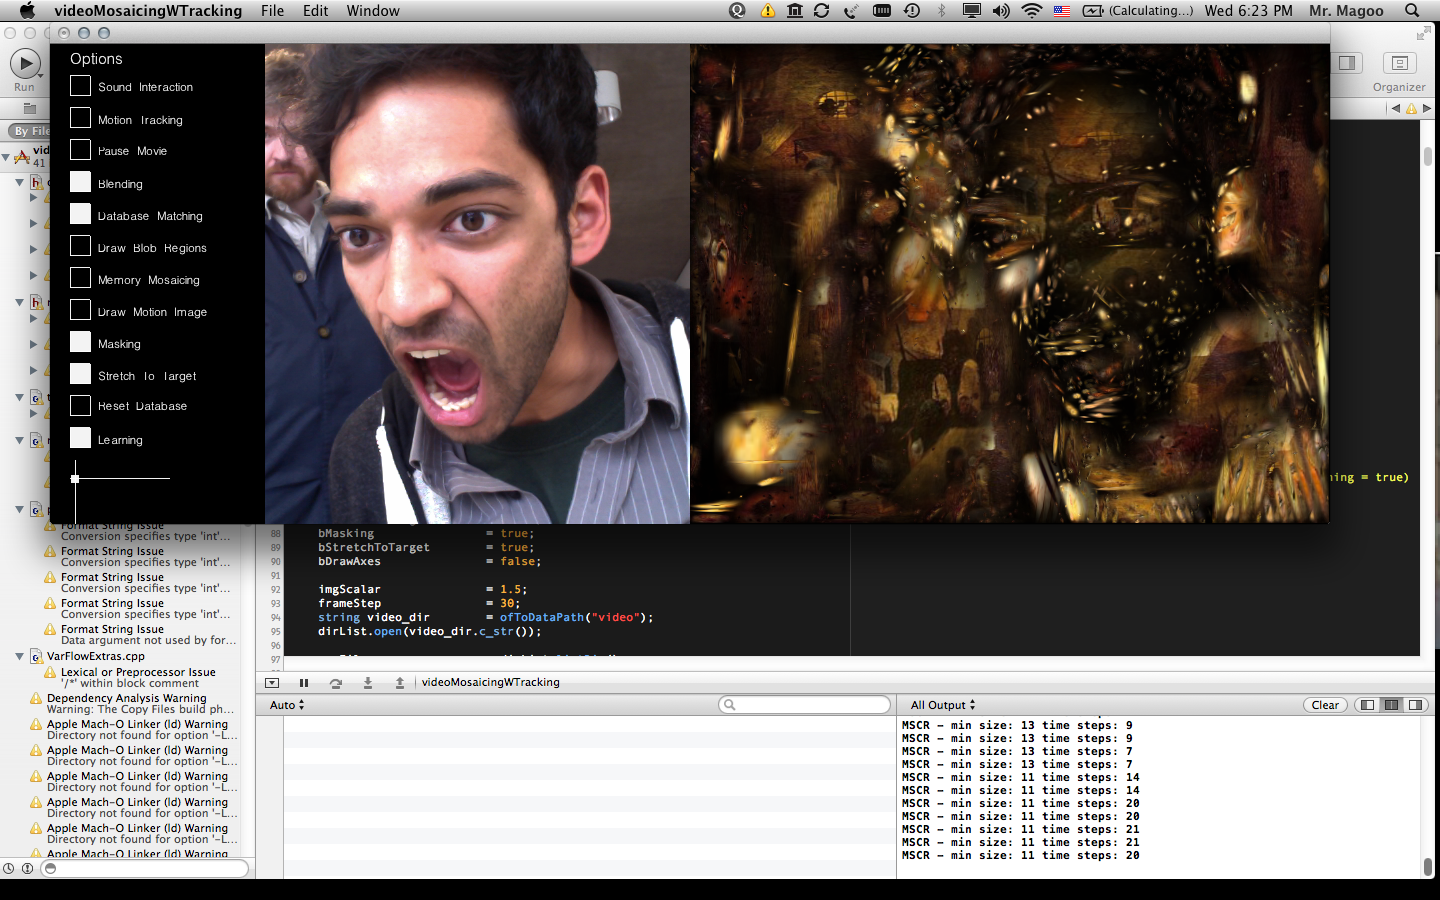 videoMosaicingWTracking File Edit Window
(Calculating...) Wed 6:23 PM Mr. Magoo
Options
Sound Interaction
Motion Tracking
Pause Movie
Blending
Database Matching
Draw Blob Regions
Memory Mosaicing
Draw Motion Image
Masking
Stretch To Target
Reset Database
Learning
Run
Organizer
By File
vid
41
ning = true)
Format String Issue
Conversion specifies type 'int'...
Format String Issue
Conversion specifies type 'int'...
Format String Issue
Conversion specifies type 'int'...
Format String Issue
Conversion specifies type 'int'...
Format String Issue
Data argument not used by for...
VarFlowExtras.cpp
Lexical or Preprocessor Issue
'/*' within block comment
Dependency Analysis Warning
Warning: The Copy Files build ph...
Apple Mach-O Linker (ld) Warning
Directory not found for option '-L...
Apple Mach-O Linker (ld) Warning
Directory not found for option '-L...
Apple Mach-O Linker (ld) Warning
Directory not found for option '-L...
Apple Mach-O Linker (ld) Warning
Directory not found for option '-L...
Apple Mach-O Linker (ld) Warning
Directory not found for option '-L...
Apple Mach-O Linker (ld) Warning
88 bMasking = true;
89 bStretchToTarget = true;
90 bDrawAxes = false;
91
92 imgScalar = 1.5;
93 frameStep = 30;
94 string video_dir = ofToDataPath("video");
95 dirList.open(video_dir.c_str());
96
97
videoMosaicingWTracking
Auto
All Output
Clear
MSCR - min size: 13 time steps: 9
MSCR - min size: 13 time steps: 9
MSCR - min size: 13 time steps: 7
MSCR - min size: 13 time steps: 7
MSCR - min size: 11 time steps: 14
MSCR - min size: 11 time steps: 14
MSCR - min size: 11 time steps: 20
MSCR - min size: 11 time steps: 20
MSCR - min size: 11 time steps: 21
MSCR - min size: 11 time steps: 21
MSCR - min size: 11 time steps: 20